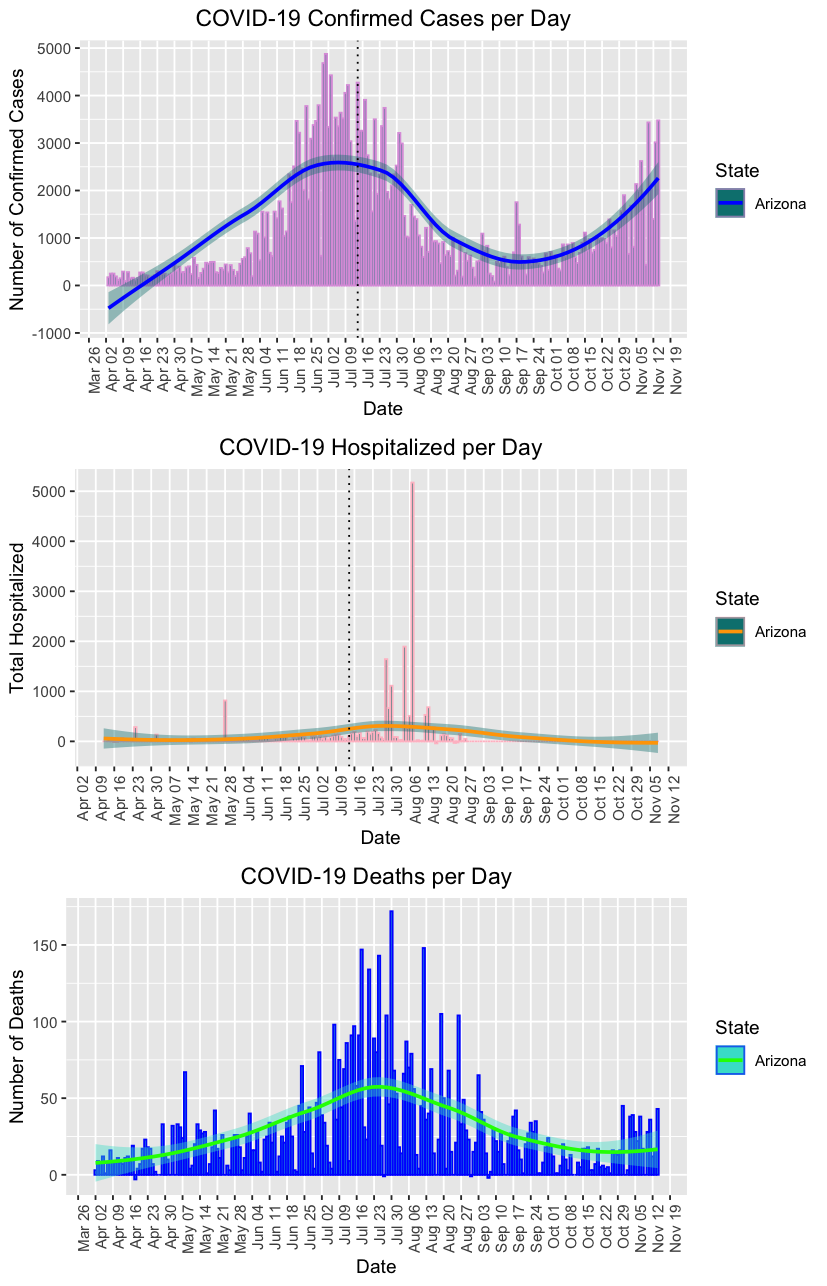 COVID-19 Confirmed Cases per Day
5000
4000
3000
2000
1000
0
-1000
Number of Confirmed Cases
Mar 26
Apr 02
Apr 09
Apr 16
Apr 23
Apr 30
May 07
May 14
May 21
May 28
Jun 04
Jun 11
Jun 18
Jun 25
Jul 02
Jul 09
Jul 16
Jul 23
Jul 30
Aug 06
Aug 13
Aug 20
Aug 27
Sep 03
Sep 10
Sep 17
Sep 24
Oct 01
Oct 08
Oct 15
Oct 22
Oct 29
Nov 05
Nov 12
Nov 19
Date
State
Arizona
COVID-19 Hospitalized per Day
5000
4000
3000
2000
1000
0
Total Hospitalized
Apr 02
Apr 09
Apr 16
Apr 23
Apr 30
May 07
May 14
May 21
May 28
Jun 04
Jun 11
Jun 18
Jun 25
Jul 02
Jul 09
Jul 16
Jul 23
Jul 30
Aug 06
Aug 13
Aug 20
Aug 27
Sep 03
Sep 10
Sep 17
Sep 24
Oct 01
Oct 08
Oct 15
Oct 22
Oct 29
Nov 05
Nov 12
Date
State
Arizona
COVID-19 Deaths per Day
150
100
50
0
Number of Deaths
Mar 26
Apr 02
Apr 09
Apr 16
Apr 23
Apr 30
May 07
May 14
May 21
May 28
Jun 04
Jun 11
Jun 18
Jun 25
Jul 02
Jul 09
Jul 16
Jul 23
Jul 30
Aug 06
Aug 13
Aug 20
Aug 27
Sep 03
Sep 10
Sep 17
Sep 24
Oct 01
Oct 08
Oct 15
Oct 22
Oct 29
Nov 05
Nov 12
Nov 19
Date
State
Arizona